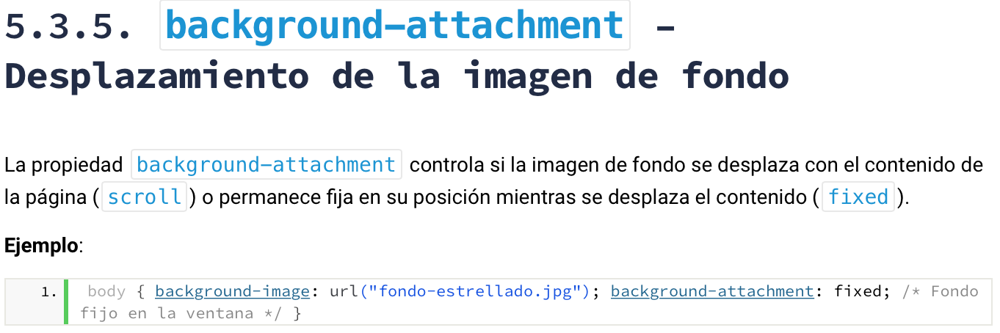 5.3.5. background-attachment –
Desplazamiento de la imagen de fondo
La propiedad background-attachment controla si la imagen de fondo se desplaza con el contenido de
la página ( scroll ) o permanece fija en su posición mientras se desplaza el contenido ( fixed ).
Ejemplo:
1. body { background-image: url("fondo-estrellado.jpg"); background-attachment: fixed; /* Fondo
fijo en la ventana */ }